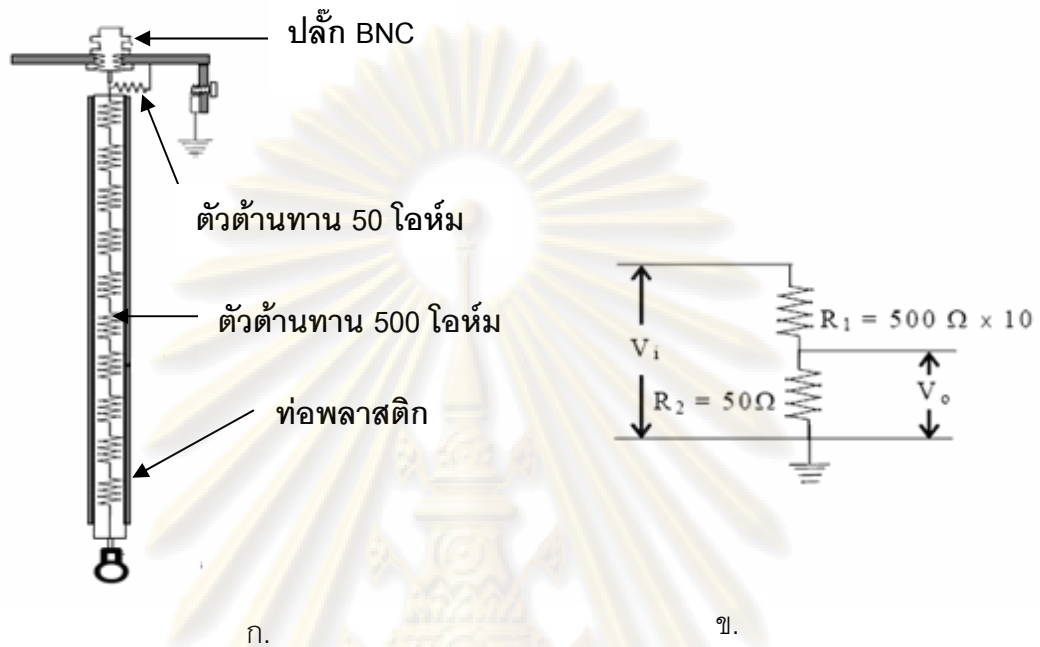 ปลั๊ก BNC
ตัวต้านทาน 50 โอห์ม
ตัวต้านทาน 500 โอห์ม
ท่อพลาสติก
ก.
R₁ = 500 Ω x 10
Vᵢ
R₂ = 50Ω
Vₒ
ข.